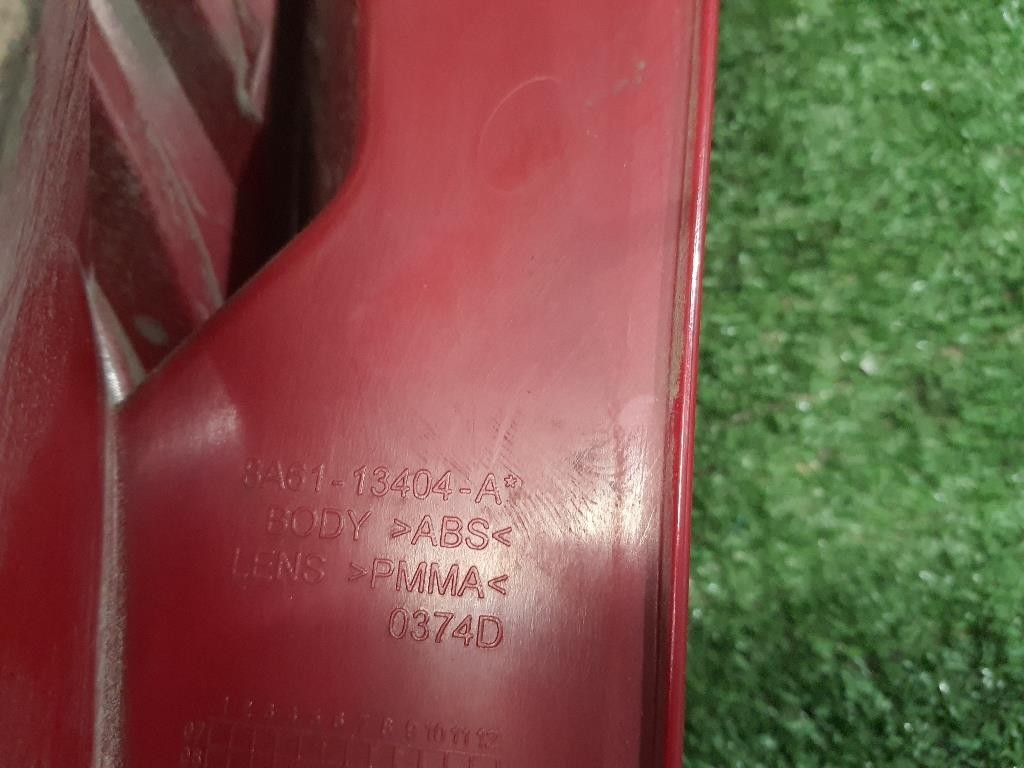 8A61-13404-A*
BODY >ABS<
LENS >PMMA<
0374D
1 2 3 4 5 6 7 8 9 10 11 12
07